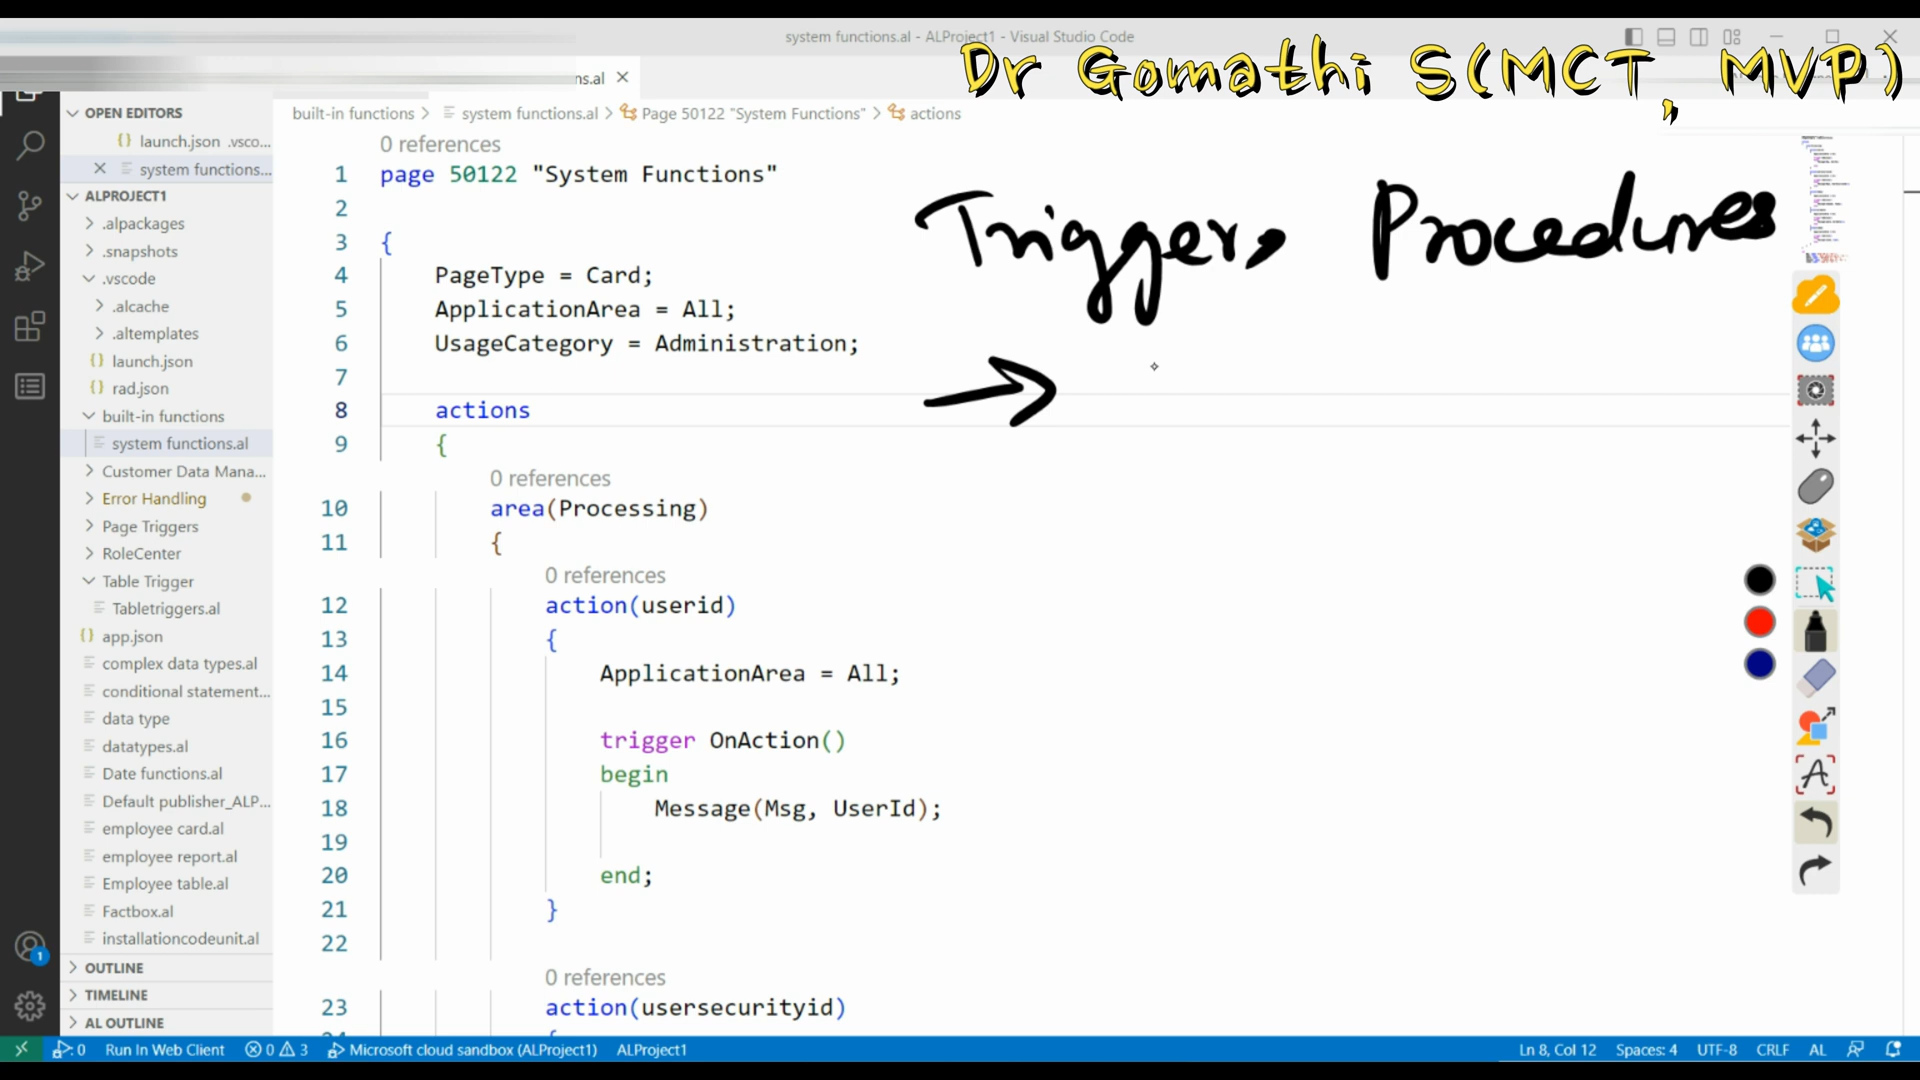 system functions.al - ALProject1 - Visual Studio Code
Dr Gomathi S(MCT, MVP)
ns.al
OPEN EDITORS
launch.json .vsco...
system functions...
ALPROJECT1
.alpackages
.snapshots
.vscode
.alcache
.altemplates
launch.json
rad.json
built-in functions
system functions.al
Customer Data Mana...
Error Handling
Page Triggers
RoleCenter
Table Trigger
Tabletriggers.al
app.json
complex data types.al
conditional statement...
data type
datatypes.al
Date functions.al
Default publisher_ALP...
employee card.al
employee report.al
Employee table.al
Factbox.al
installationcodeunit.al
OUTLINE
TIMELINE
AL OUTLINE
built-in functions > system functions.al > Page 50122 "System Functions" > actions
0 references
1 page 50122 "System Functions"
2
3 {
4 PageType = Card;
5 ApplicationArea = All;
6 UsageCategory = Administration;
7
8 actions
9 {
0 references
10 area(Processing)
11 {
0 references
12 action(userid)
13 {
14 ApplicationArea = All;
15
16 trigger OnAction()
17 begin
18 Message(Msg, UserId);
19
20 end;
21 }
22
0 references
23 action(usersecurityid)
Trigger, Procedures
A
1
0 Run In Web Client 0 3 Microsoft cloud sandbox (ALProject1) ALProject1 Ln 8, Col 12 Spaces: 4 UTF-8 CRLF AL